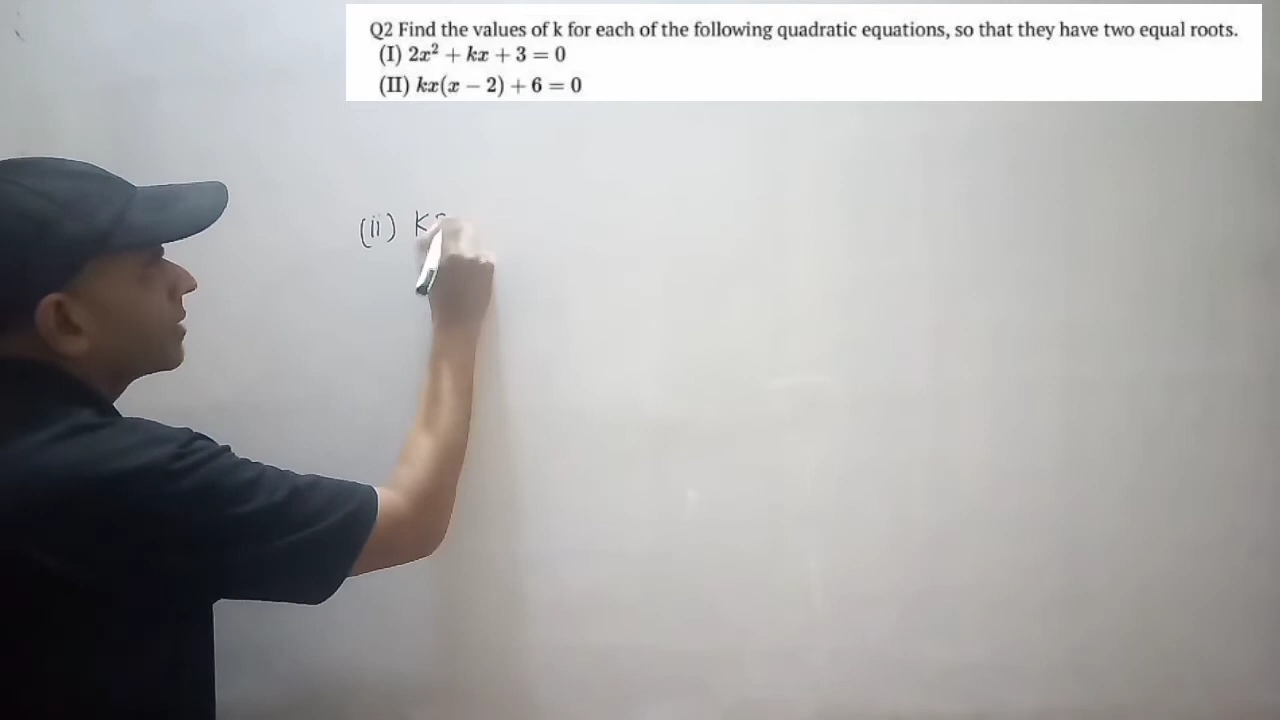 Q2 Find the values of k for each of the following quadratic equations, so that they have two equal roots.
(I) 2x² + kx + 3 = 0
(II) kx(x − 2) + 6 = 0
(ii) K